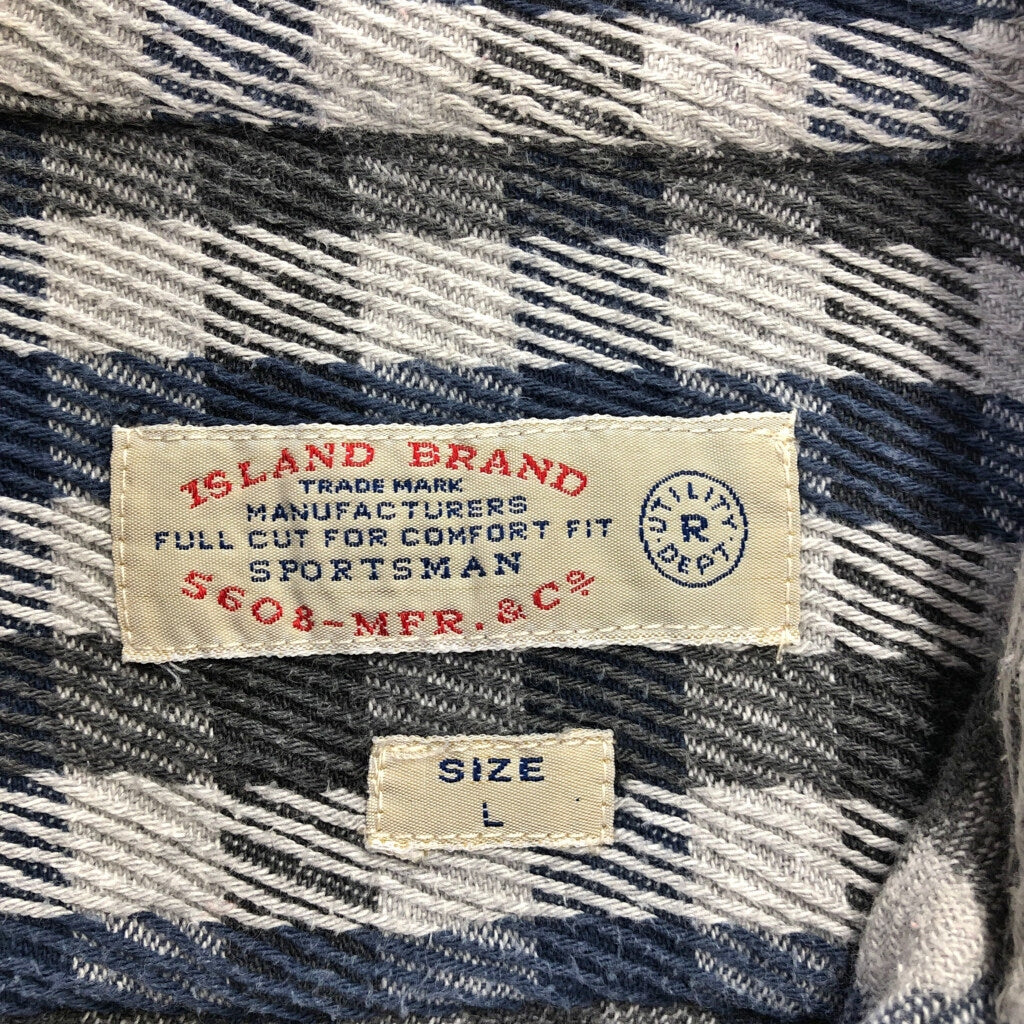 ISLAND BRAND
TRADE MARK
MANUFACTURERS
FULL CUT FOR COMFORT FIT
SPORTSMAN
5608-MFR. & Cº
UTILITY
R
DEPT.
SIZE
L